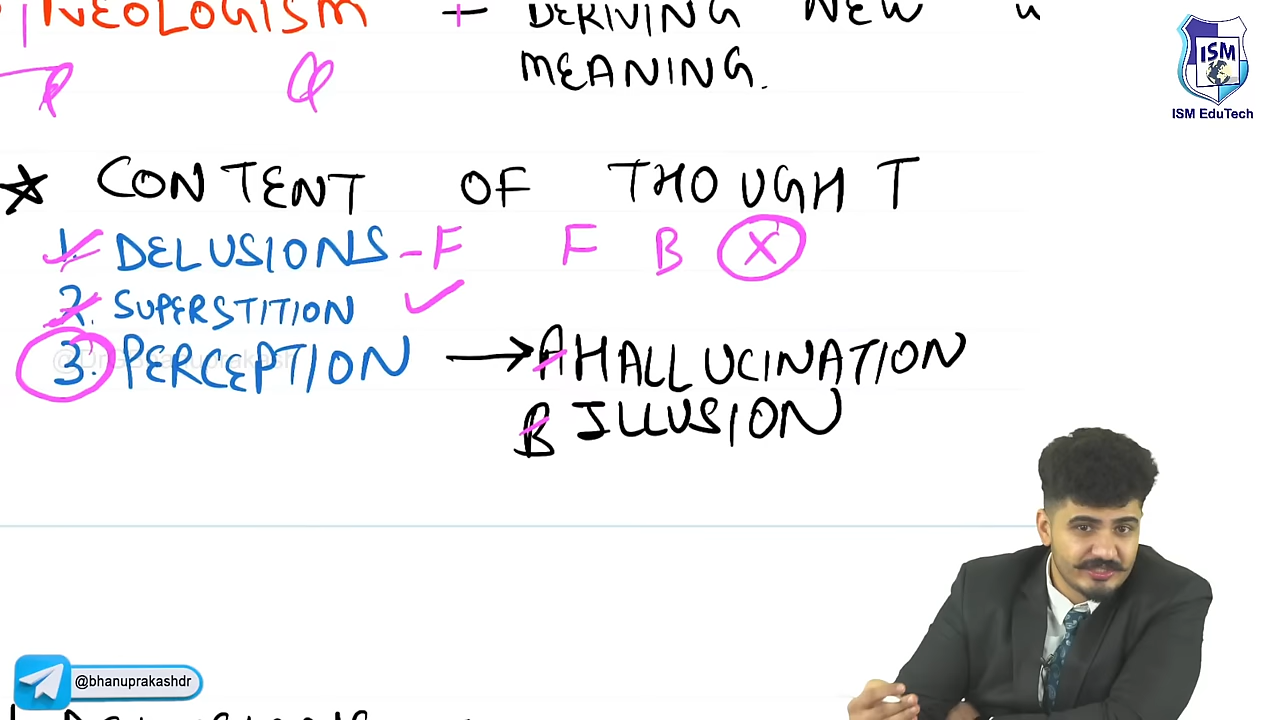 NEOLOGISM + DERIVING NEW
MEANING.
ISM
ISM EduTech
☆ CONTENT OF THOUGHT
1. DELUSIONS - F F B X
2. SUPERSTITION ✓
3. PERCEPTION → A HALLUCINATION
B ILLUSION
@bhanuprakashdr